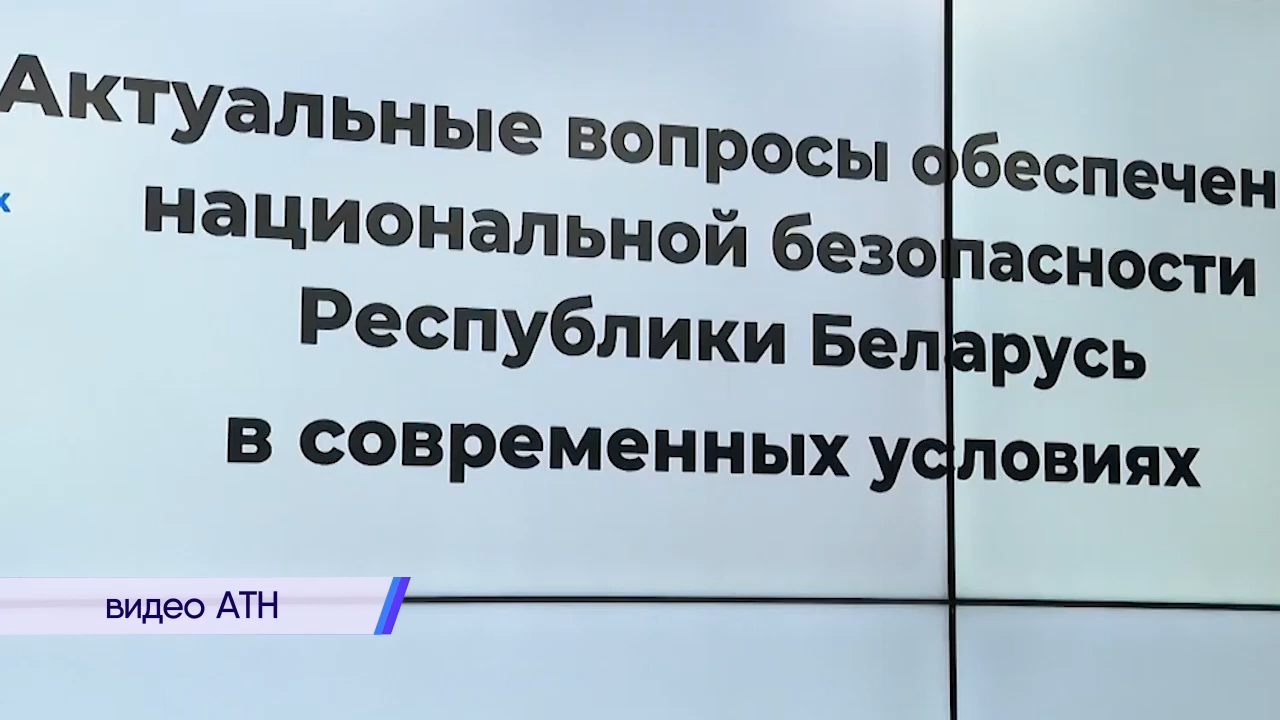 Актуальные вопросы обеспечен
национальной безопасности
Республики Беларусь
в современных условиях
видео АТН